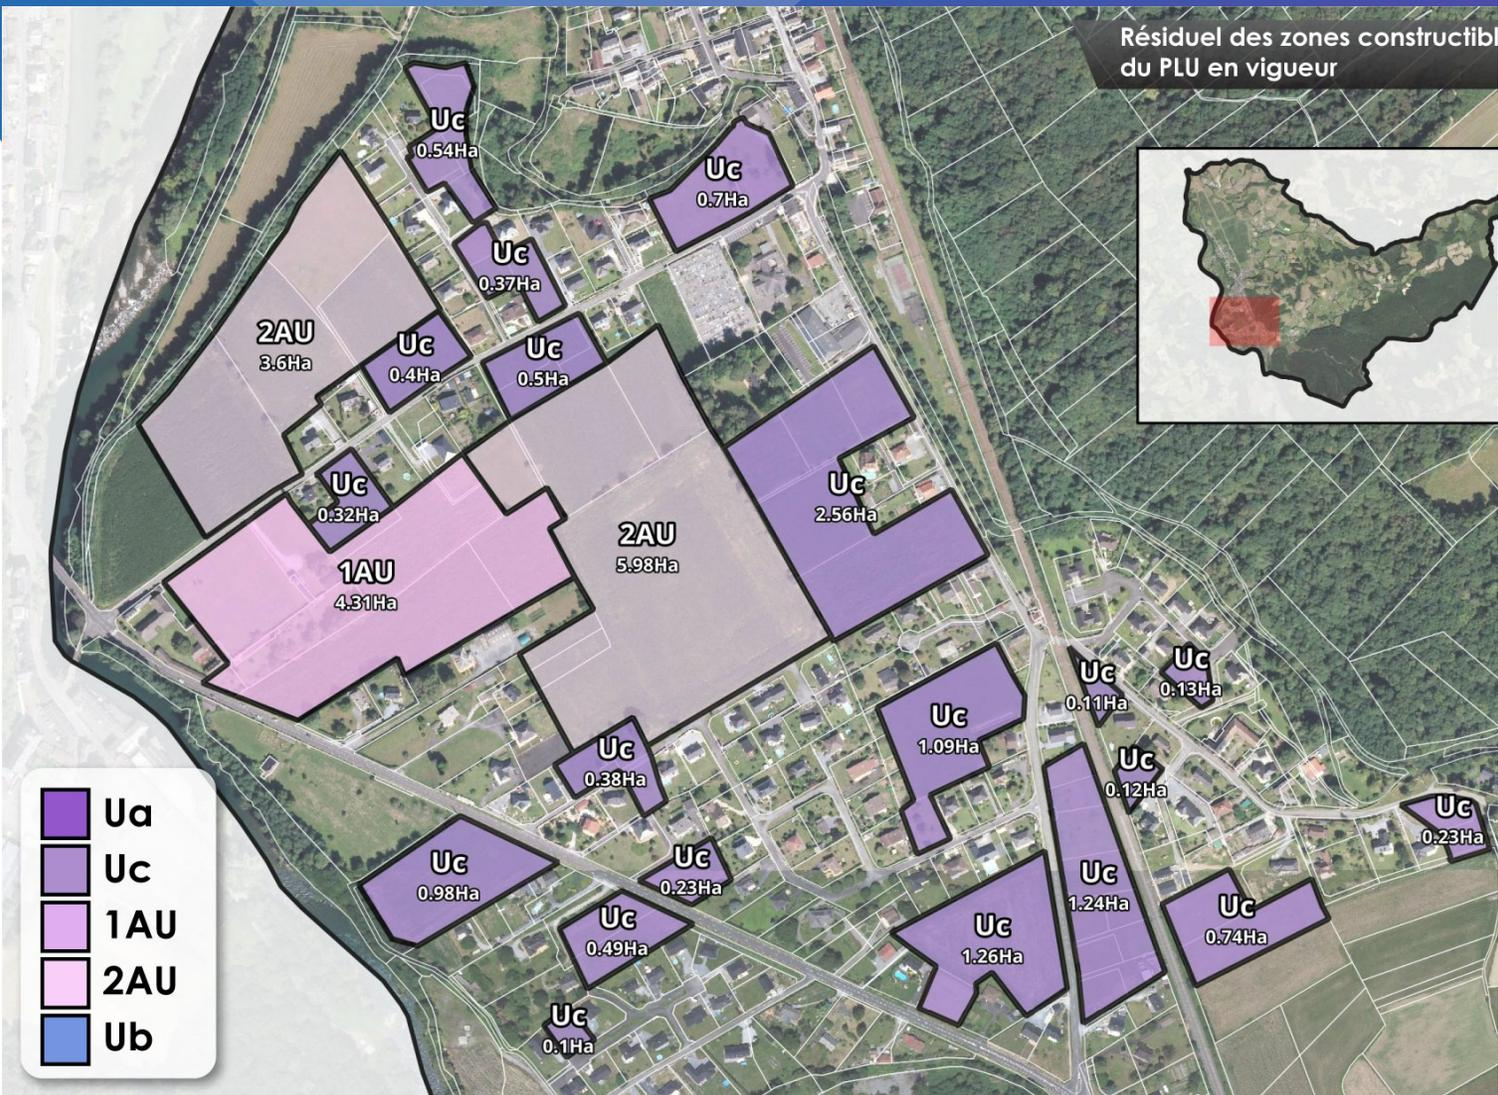 Résiduel des zones constructibl
du PLU en vigueur
Uc
0.54Ha
Uc
0.7Ha
Uc
0.37Ha
2AU
3.6Ha
Uc
0.4Ha
Uc
0.5Ha
Uc
0.32Ha
Uc
2.56Ha
2AU
5.98Ha
1AU
4.31Ha
Uc
0.11Ha
Uc
0.13Ha
Uc
1.09Ha
Uc
0.38Ha
Uc
0.12Ha
Uc
0.23Ha
Uc
0.98Ha
Uc
0.23Ha
Uc
1.24Ha
Uc
0.49Ha
Uc
1.26Ha
Uc
0.74Ha
Uc
0.1Ha
Ua
Uc
1AU
2AU
Ub